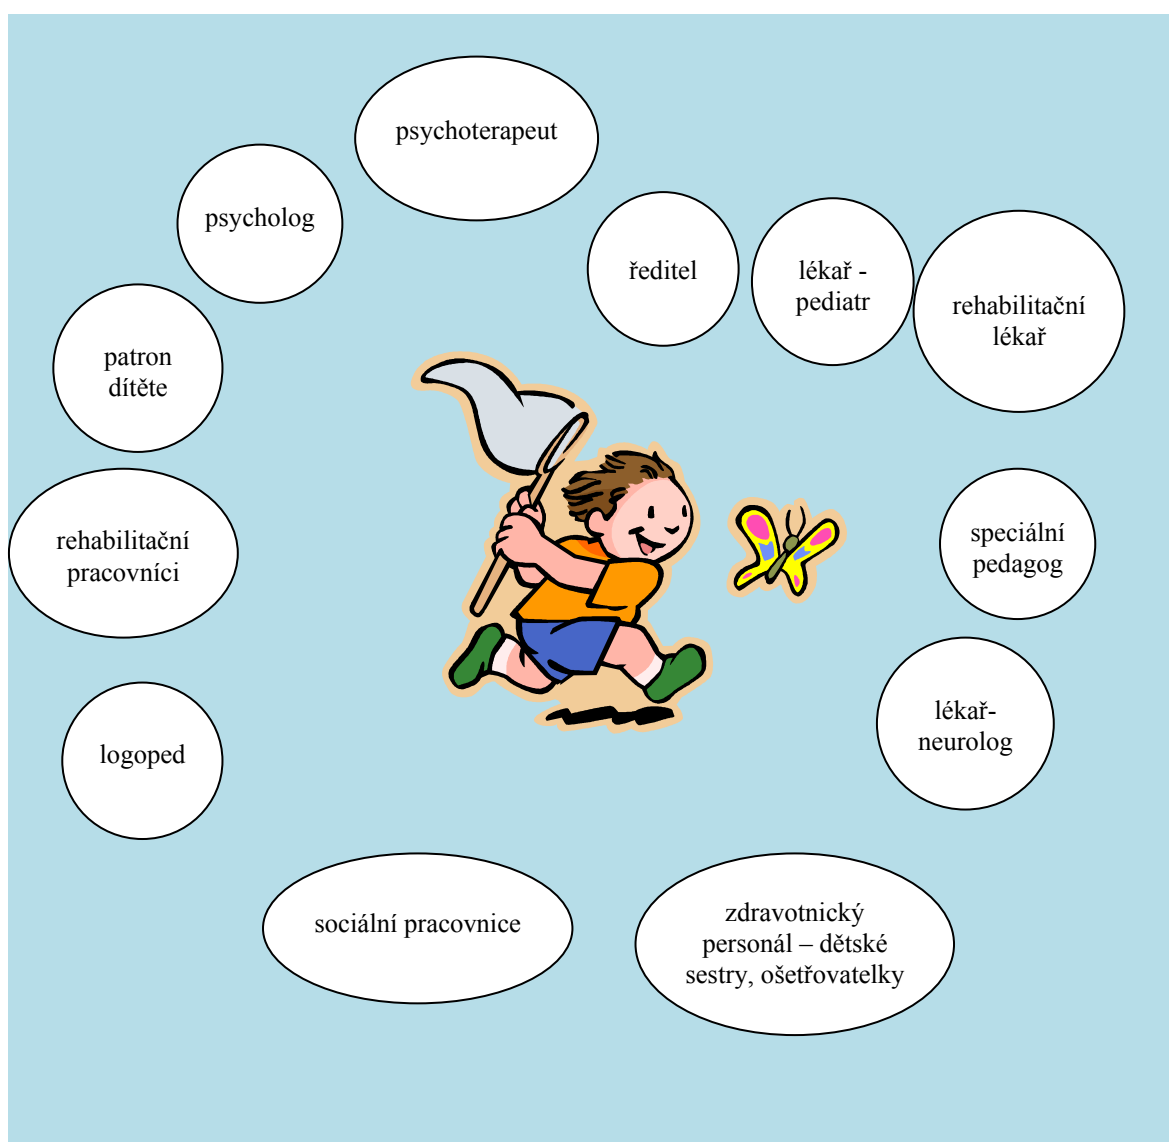 psychoterapeut
psycholog
ředitel
lékař -
pediatr
rehabilitační
lékař
patron
dítěte
rehabilitační
pracovníci
speciální
pedagog
logoped
lékař-
neurolog
sociální pracovnice
zdravotnický
personál – dětské
sestry, ošetřovatelky